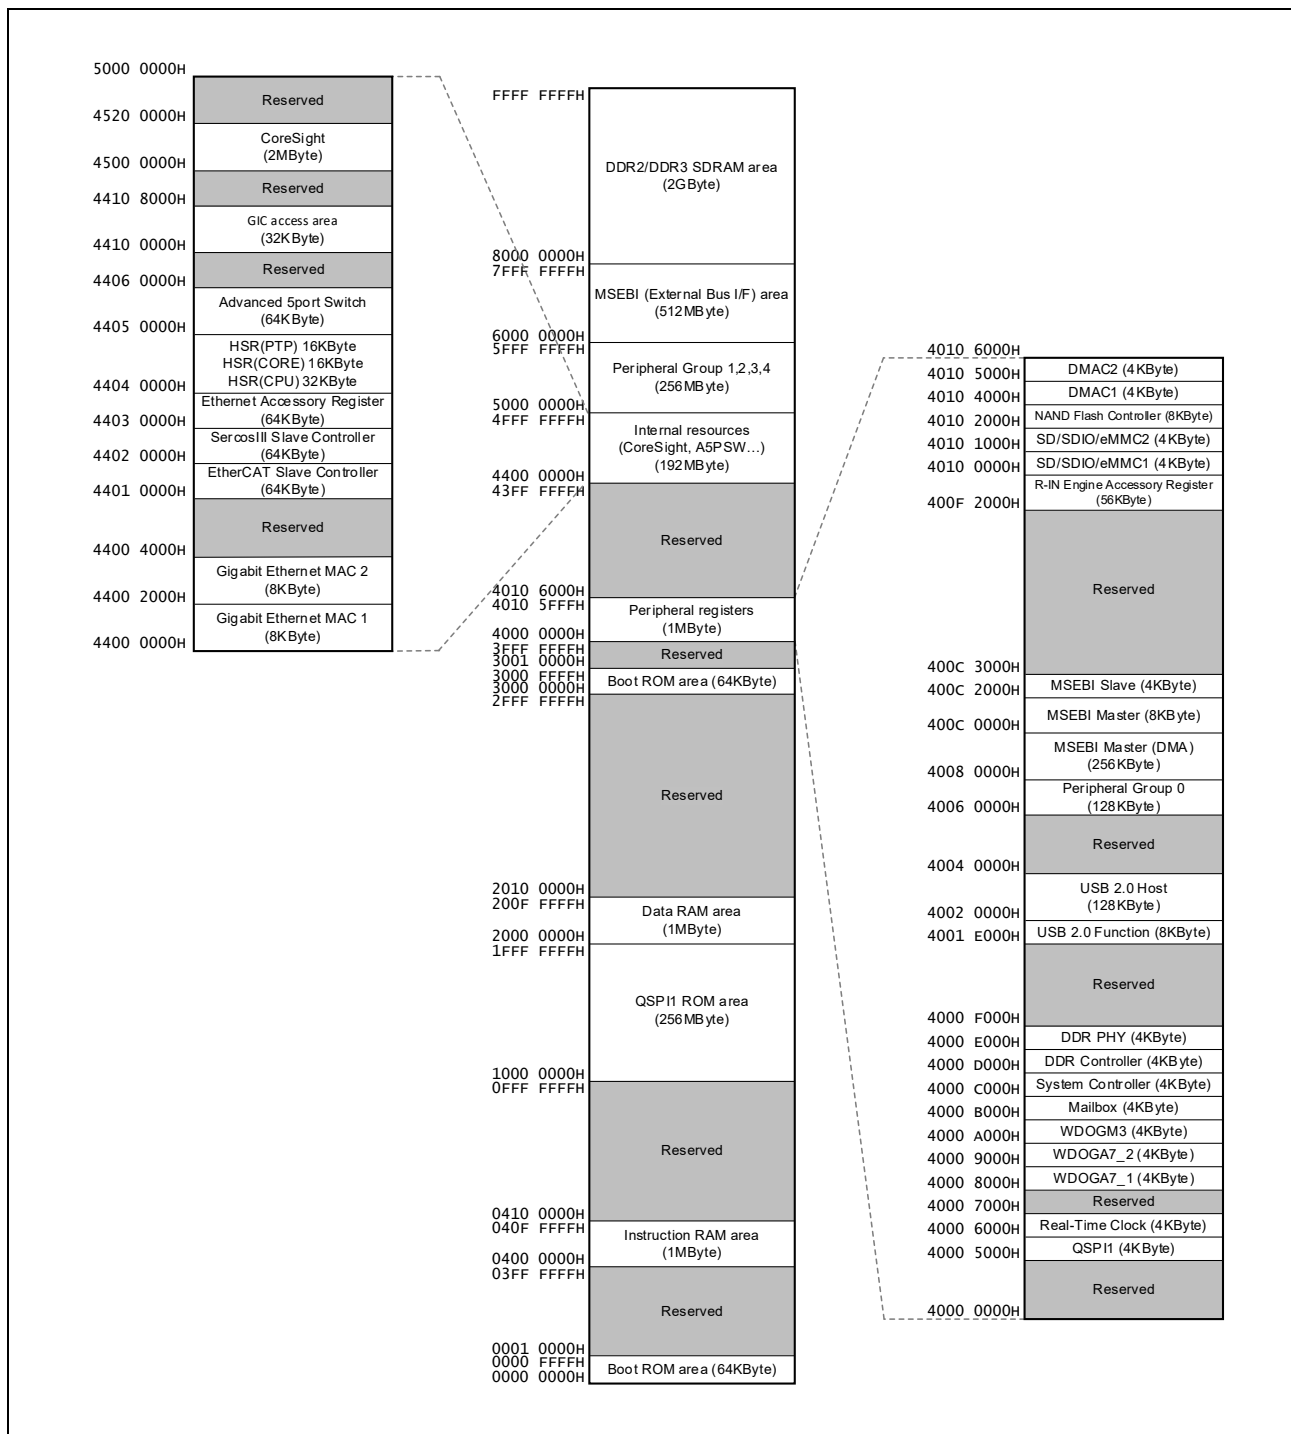 5000 0000H
Reserved
4520 0000H
CoreSight
(2MByte)
4500 0000H
Reserved
4410 8000H
GIC access area
(32KByte)
4410 0000H
Reserved
4406 0000H
Advanced 5port Switch
(64KByte)
4405 0000H
HSR(PTP) 16KByte
HSR(CORE) 16KByte
HSR(CPU) 32KByte
4404 0000H
Ethernet Accessory Register
(64KByte)
4403 0000H
SercosIII Slave Controller
(64KByte)
4402 0000H
EtherCAT Slave Controller
(64KByte)
4401 0000H
Reserved
4400 4000H
Gigabit Ethernet MAC 2
(8KByte)
4400 2000H
Gigabit Ethernet MAC 1
(8KByte)
4400 0000H
FFFF FFFFH
DDR2/DDR3 SDRAM area
(2GByte)
8000 0000H
7FFF FFFFH
MSEBI (External Bus I/F) area
(512MByte)
6000 0000H
5FFF FFFFH
Peripheral Group 1,2,3,4
(256MByte)
5000 0000H
4FFF FFFFH
Internal resources
(CoreSight, A5PSW...)
(192MByte)
4400 0000H
43FF FFFFH
Reserved
4010 6000H
4010 5FFFH
Peripheral registers
(1MByte)
4000 0000H
3FFF FFFFH
Reserved
3001 0000H
3000 FFFFH
Boot ROM area (64KByte)
3000 0000H
2FFF FFFFH
Reserved
2010 0000H
200F FFFFH
Data RAM area
(1MByte)
2000 0000H
1FFF FFFFH
QSPI1 ROM area
(256MByte)
1000 0000H
0FFF FFFFH
Reserved
0410 0000H
040F FFFFH
Instruction RAM area
(1MByte)
0400 0000H
03FF FFFFH
Reserved
0001 0000H
0000 FFFFH
Boot ROM area (64KByte)
0000 0000H
4010 6000H
DMAC2 (4KByte)
4010 5000H
DMAC1 (4KByte)
4010 4000H
NAND Flash Controller (8KByte)
4010 2000H
SD/SDIO/eMMC2 (4KByte)
4010 1000H
SD/SDIO/eMMC1 (4KByte)
4010 0000H
R-IN Engine Accessory Register
(56KByte)
400F 2000H
Reserved
400C 3000H
MSEBI Slave (4KByte)
400C 2000H
MSEBI Master (8KByte)
400C 0000H
MSEBI Master (DMA)
(256KByte)
4008 0000H
Peripheral Group 0
(128KByte)
4006 0000H
Reserved
4004 0000H
USB 2.0 Host
(128KByte)
4002 0000H
USB 2.0 Function (8KByte)
4001 E000H
Reserved
4000 F000H
DDR PHY (4KByte)
4000 E000H
DDR Controller (4KByte)
4000 D000H
System Controller (4KByte)
4000 C000H
Mailbox (4KByte)
4000 B000H
WDOGM3 (4KByte)
4000 A000H
WDOGA7_2 (4KByte)
4000 9000H
WDOGA7_1 (4KByte)
4000 8000H
Reserved
4000 7000H
Real-Time Clock (4KByte)
4000 6000H
QSPI1 (4KByte)
4000 5000H
Reserved
4000 0000H